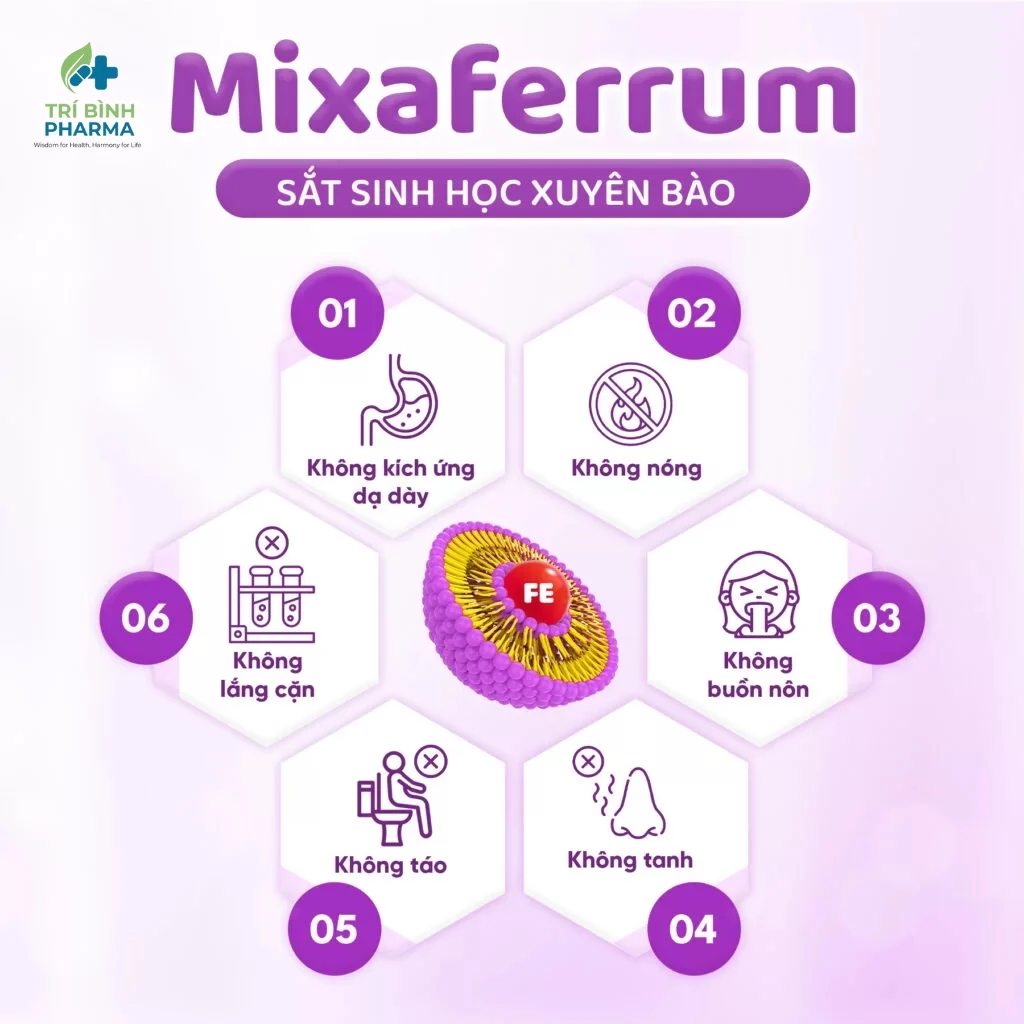 TRÍ BÌNH
PHARMA
Wisdom for Health, Harmony for Life
Mixaferrum
SẮT SINH HỌC XUYÊN BÀO
01
Không kích ứng
dạ dày
02
Không nóng
03
Không
buồn nôn
04
Không tanh
05
Không táo
06
Không
lắng cặn
FE